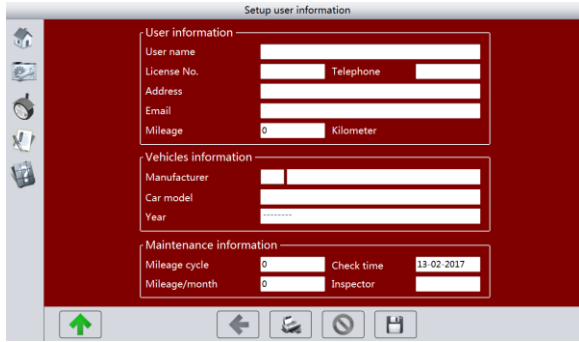 Setup user information
User information
User name
License No. Telephone
Address
Email
Mileage 0 Kilometer
Vehicles information
Manufacturer
Car model
Year --------
Maintenance information
Mileage cycle 0 Check time 13-02-2017
Mileage/month 0 Inspector